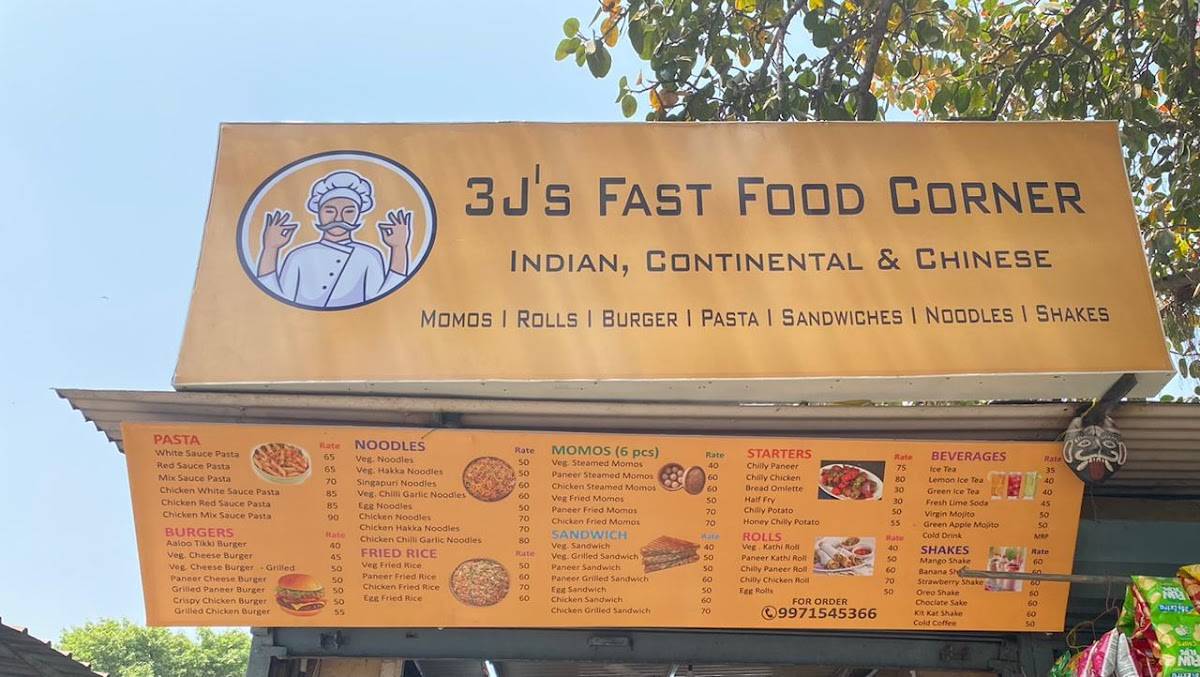 3J's Fast Food Corner
Indian, Continental & Chinese
Momos | Rolls | Burger | Pasta | Sandwiches | Noodles | Shakes
PASTA Rate
White Sauce Pasta 65
Red Sauce Pasta 65
Mix Sauce Pasta 70
Chicken White Sauce Pasta 85
Chicken Red Sauce Pasta 85
Chicken Mix Sauce Pasta 90
BURGERS Rate
Aaloo Tikki Burger 40
Veg. Cheese Burger 45
Veg. Cheese Burger - Grilled 50
Paneer Cheese Burger 50
Grilled Paneer Burger 50
Crispy Chicken Burger 50
Grilled Chicken Burger 55
NOODLES Rate
Veg. Noodles 50
Veg. Hakka Noodles 50
Singapuri Noodles 60
Veg. Chilli Garlic Noodles 60
Egg Noodles 50
Chicken Noodles 70
Chicken Hakka Noodles 70
Chicken Chilli Garlic Noodles 80
FRIED RICE Rate
Veg Fried Rice 50
Paneer Fried Rice 60
Chicken Fried Rice 60
Egg Fried Rice 60
MOMOS (6 pcs) Rate
Veg. Steamed Momos 40
Paneer Steamed Momos 60
Chicken Steamed Momos 60
Veg Fried Momos 50
Paneer Fried Momos 70
Chicken Fried Momos 70
SANDWICH Rate
Veg. Sandwich 40
Veg. Grilled Sandwich 50
Paneer Sandwich 50
Paneer Grilled Sandwich 60
Egg Sandwich 50
Chicken Sandwich 60
Chicken Grilled Sandwich 70
STARTERS Rate
Chilly Paneer 75
Chilly Chicken 80
Bread Omlette 30
Half Fry 30
Chilly Potato 50
Honey Chilly Potato 55
ROLLS Rate
Veg . Kathi Roll 40
Paneer Kathi Roll 50
Chilly Paneer Roll 60
Chilly Chicken Roll 70
Egg Rolls 50
FOR ORDER
9971545366
BEVERAGES Rate
Ice Tea 35
Lemon Ice Tea 40
Green Ice Tea 40
Fresh Lime Soda 45
Virgin Mojito 50
Green Apple Mojito 50
Cold Drink MRP
SHAKES Rate
Mango Shake 60
Banana 60
Strawberry Shake 60
Oreo Shake 60
Choclate Sake 60
Kit Kat Shake 60
Cold Coffee 50